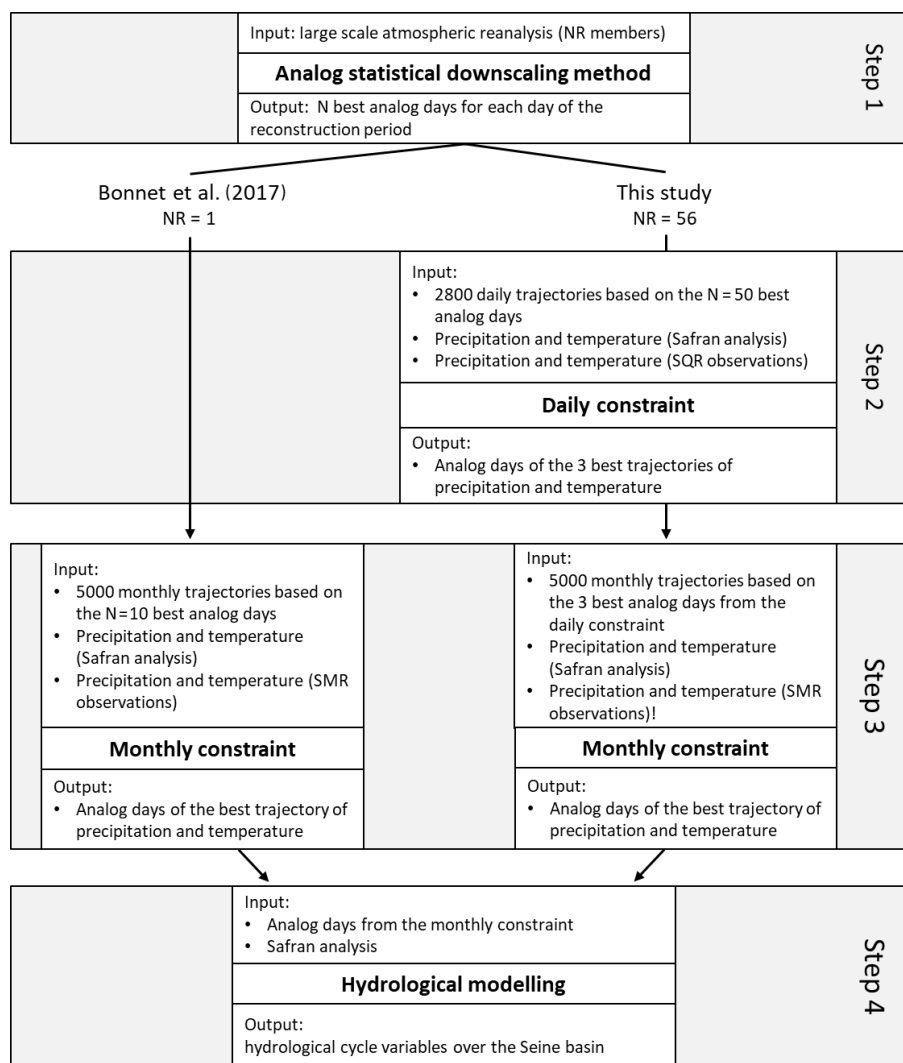 Input: large scale atmospheric reanalysis (NR members)
Analog statistical downscaling method
Output: N best analog days for each day of the
reconstruction period
Step 1
Bonnet et al. (2017)
NR = 1
This study
NR = 56
Input:
• 2800 daily trajectories based on the N = 50 best
analog days
• Precipitation and temperature (Safran analysis)
• Precipitation and temperature (SQR observations)
Daily constraint
Output:
• Analog days of the 3 best trajectories of
precipitation and temperature
Step 2
Input:
• 5000 monthly trajectories based on
the N=10 best analog days
• Precipitation and temperature
(Safran analysis)
• Precipitation and temperature (SMR
observations)
Monthly constraint
Output:
• Analog days of the best trajectory of
precipitation and temperature
Input:
• 5000 monthly trajectories based on
the 3 best analog days from the
daily constraint
• Precipitation and temperature
(Safran analysis)
• Precipitation and temperature (SMR
observations)!
Monthly constraint
Output:
• Analog days of the best trajectory of
precipitation and temperature
Step 3
Input:
• Analog days from the monthly constraint
• Safran analysis
Hydrological modelling
Output:
hydrological cycle variables over the Seine basin
Step 4